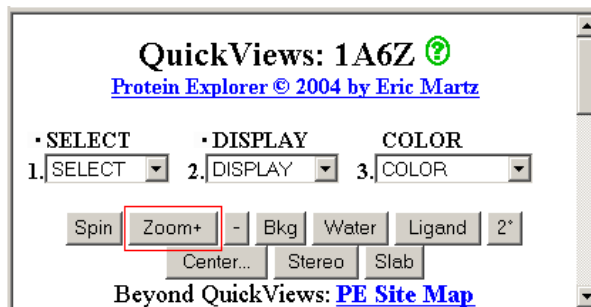 QuickViews: 1A6Z ?
Protein Explorer © 2004 by Eric Martz
· SELECT · DISPLAY COLOR
1. SELECT 2. DISPLAY 3. COLOR
Spin Zoom+ - Bkg Water Ligand 2°
Center... Stereo Slab
Beyond QuickViews: PE Site Map